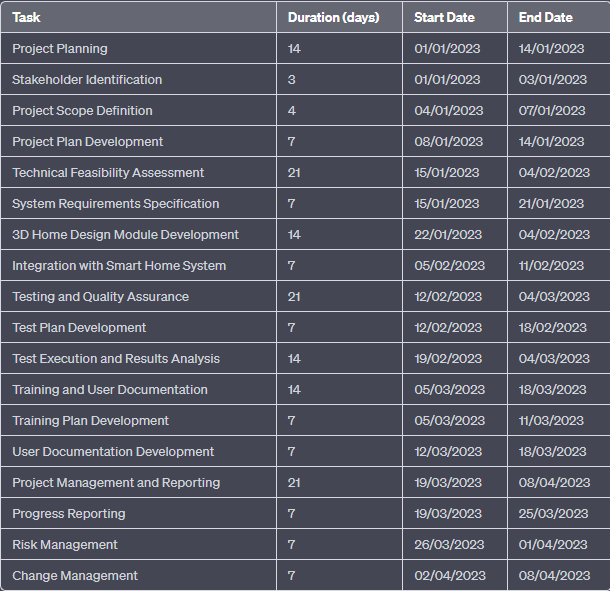 Task Duration (days) Start Date End Date
Project Planning 14 01/01/2023 14/01/2023
Stakeholder Identification 3 01/01/2023 03/01/2023
Project Scope Definition 4 04/01/2023 07/01/2023
Project Plan Development 7 08/01/2023 14/01/2023
Technical Feasibility Assessment 21 15/01/2023 04/02/2023
System Requirements Specification 7 15/01/2023 21/01/2023
3D Home Design Module Development 14 22/01/2023 04/02/2023
Integration with Smart Home System 7 05/02/2023 11/02/2023
Testing and Quality Assurance 21 12/02/2023 04/03/2023
Test Plan Development 7 12/02/2023 18/02/2023
Test Execution and Results Analysis 14 19/02/2023 04/03/2023
Training and User Documentation 14 05/03/2023 18/03/2023
Training Plan Development 7 05/03/2023 11/03/2023
User Documentation Development 7 12/03/2023 18/03/2023
Project Management and Reporting 21 19/03/2023 08/04/2023
Progress Reporting 7 19/03/2023 25/03/2023
Risk Management 7 26/03/2023 01/04/2023
Change Management 7 02/04/2023 08/04/2023